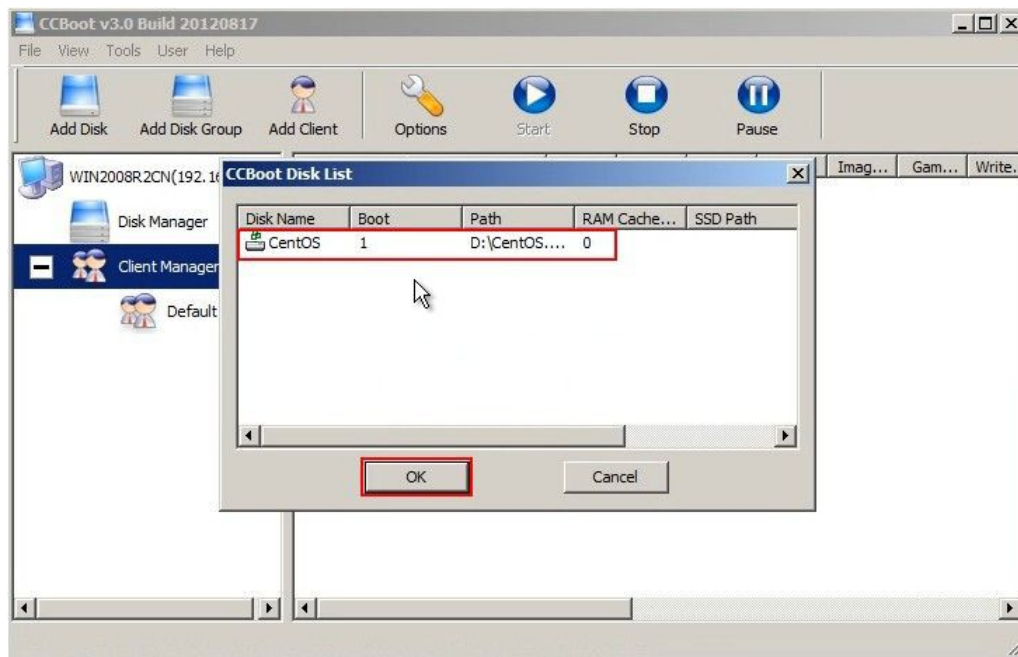 CCBoot v3.0 Build 20120817
File View Tools User Help
Add Disk Add Disk Group Add Client Options Start Stop Pause
WIN2008R2CN(192.16
Imag... Gam... Write.
CCBoot Disk List
Disk Name Boot Path RAM Cache... SSD Path
CentOS 1 D:\CentOS.... 0
Disk Manager
Client Manager
Default
OK Cancel